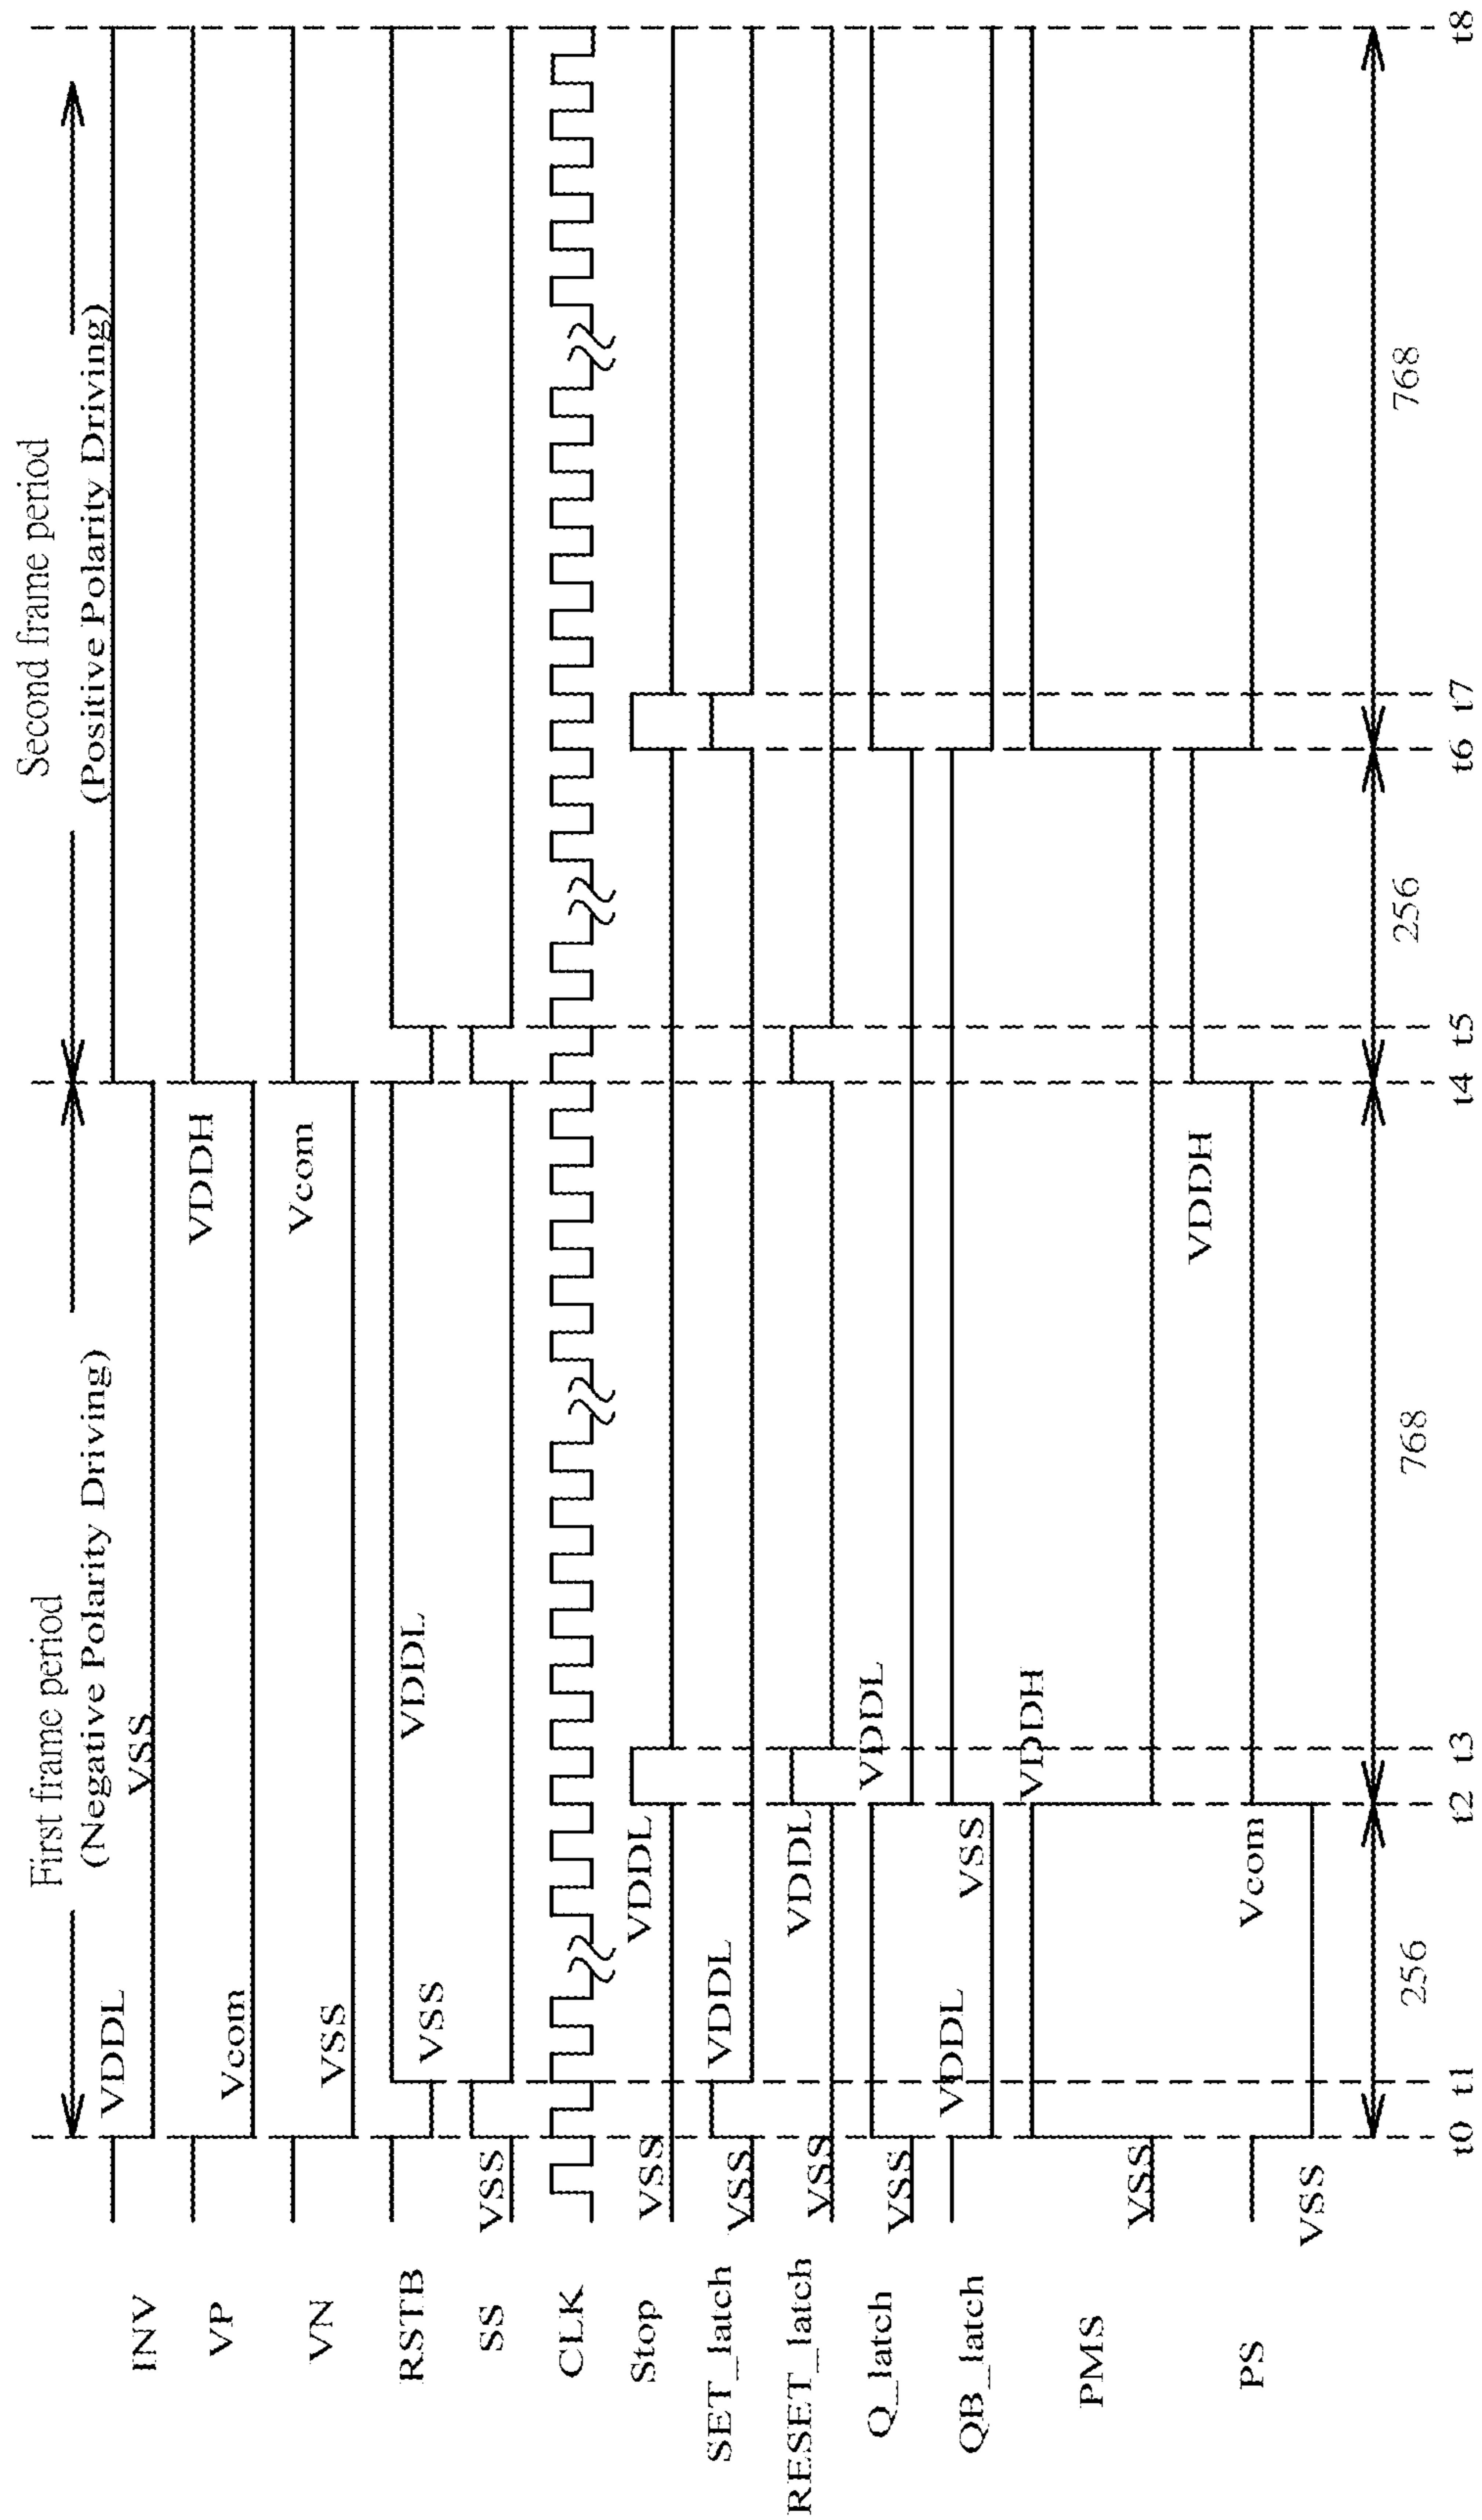 First frame period
(Negative Polarity Driving)
Second frame period
(Positive Polarity Driving)
INV
VDDL
VSS
VP
Vcom
VDDH
VN
VSS
Vcom
RSTB
VSS
VDDL
SS
VSS
CLK
Stop
VSS
VDDL
SET_latch
VSS
VDDL
RESET_latch
VSS
VDDL
Q_latch
VSS
VDDL
QB_latch
VDDL
VSS
PMS
VSS
VDDH
PS
VSS
Vcom
VDDH
256
768
256
768
t0 t1 t2 t3 t4 t5 t6 t7 t8